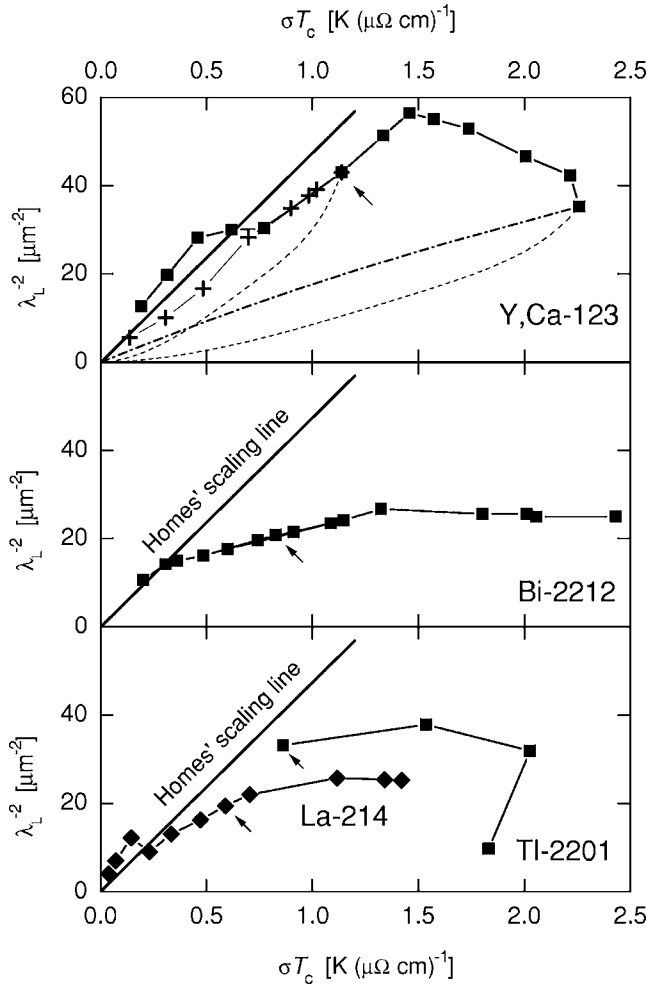 σT_c [K (μΩ cm)⁻¹]
0.0 0.5 1.0 1.5 2.0 2.5
60
40
20
0
λ_L⁻² [μm⁻²]
Y,Ca-123
40
20
0
λ_L⁻² [μm⁻²]
Homes' scaling line
Bi-2212
40
20
0
λ_L⁻² [μm⁻²]
Homes' scaling line
La-214
Tl-2201
0.0 0.5 1.0 1.5 2.0 2.5
σT_c [K (μΩ cm)⁻¹]